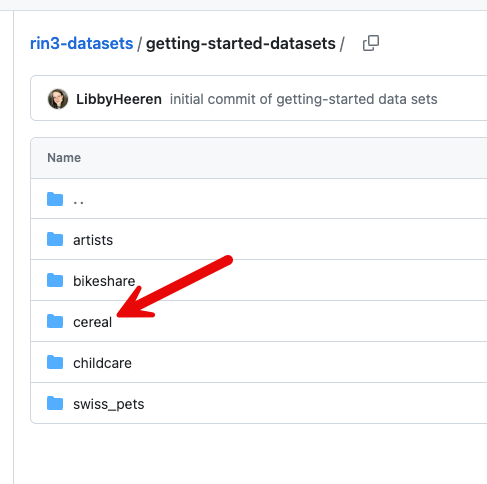 rin3-datasets / getting-started-datasets /
LibbyHeeren initial commit of getting-started data sets
Name
..
artists
bikeshare
cereal
childcare
swiss_pets